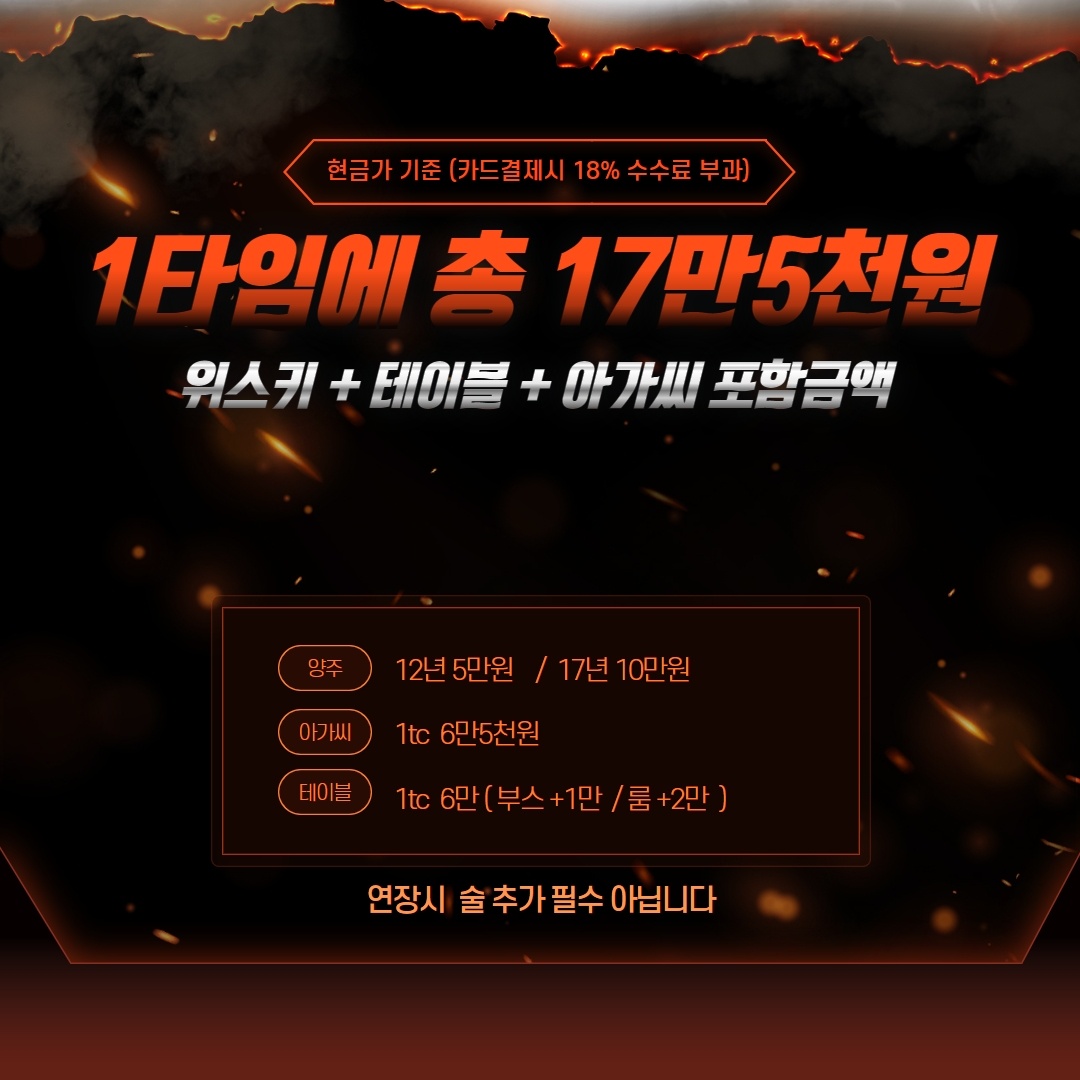 현금가 기준 (카드결제시 18% 수수료 부과)
1타임에 총 17만5천원
위스키 + 테이블 + 아가씨 포함금액
양주 12년 5만원 / 17년 10만원
아가씨 1tc 6만5천원
테이블 1tc 6만 ( 부스 +1만 / 룸 +2만 )
연장시 술 추가 필수 아닙니다